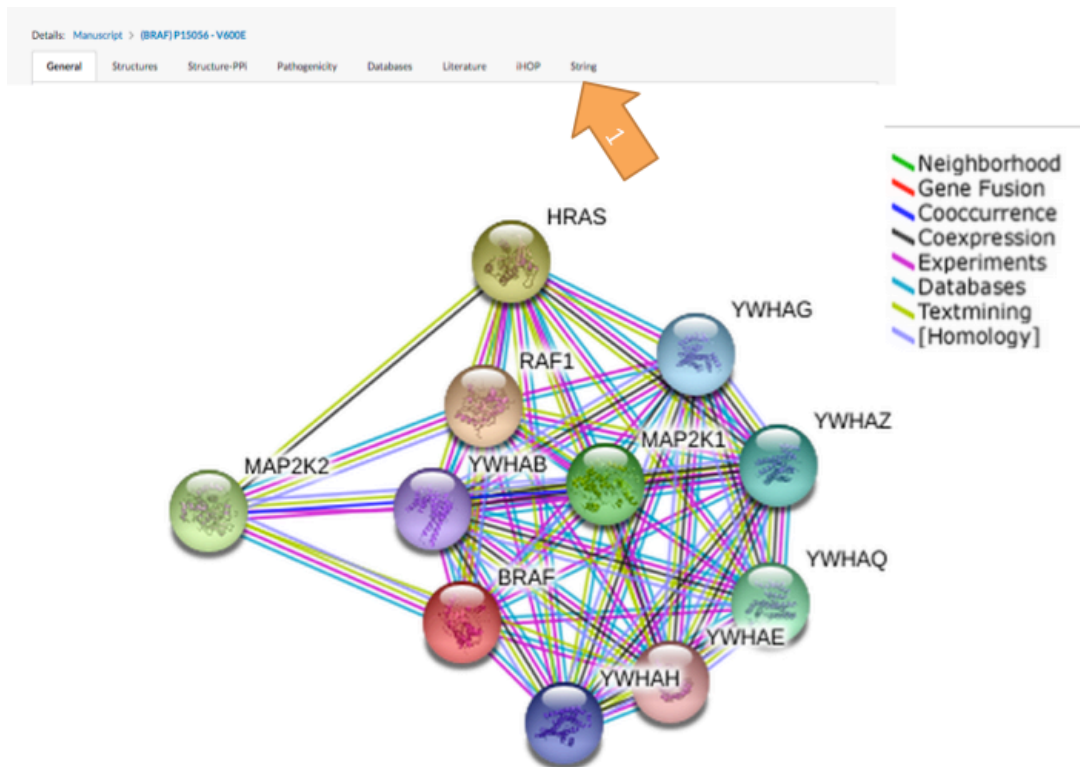 Details: Manuscript > (BRAF) P15056 - V600E
General Structures Structure-PPi Pathogenicity Databases Literature iHOP String
1
Neighborhood
Gene Fusion
Cooccurrence
Coexpression
Experiments
Databases
Textmining
[Homology]
HRAS
YWHAG
RAF1
YWHAZ
MAP2K1
MAP2K2
YWHAB
YWHAQ
BRAF
YWHAE
YWHAH